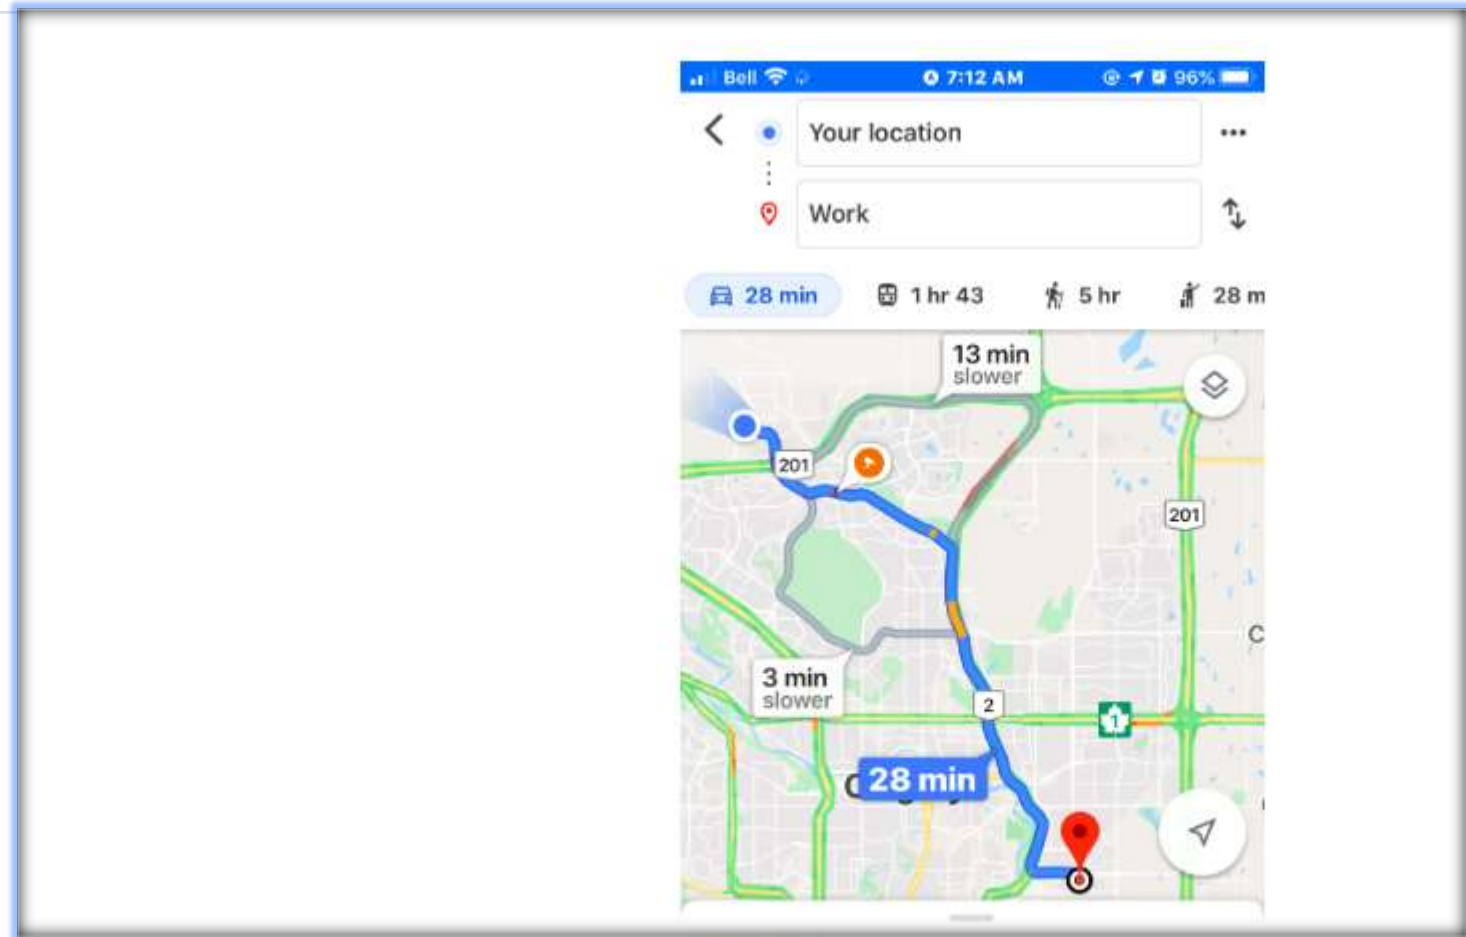 Bell 7:12 AM 96%
Your location
Work
28 min 1 hr 43 5 hr 28 m
13 min
slower
201
201
3 min
slower
C
2
1
28 min